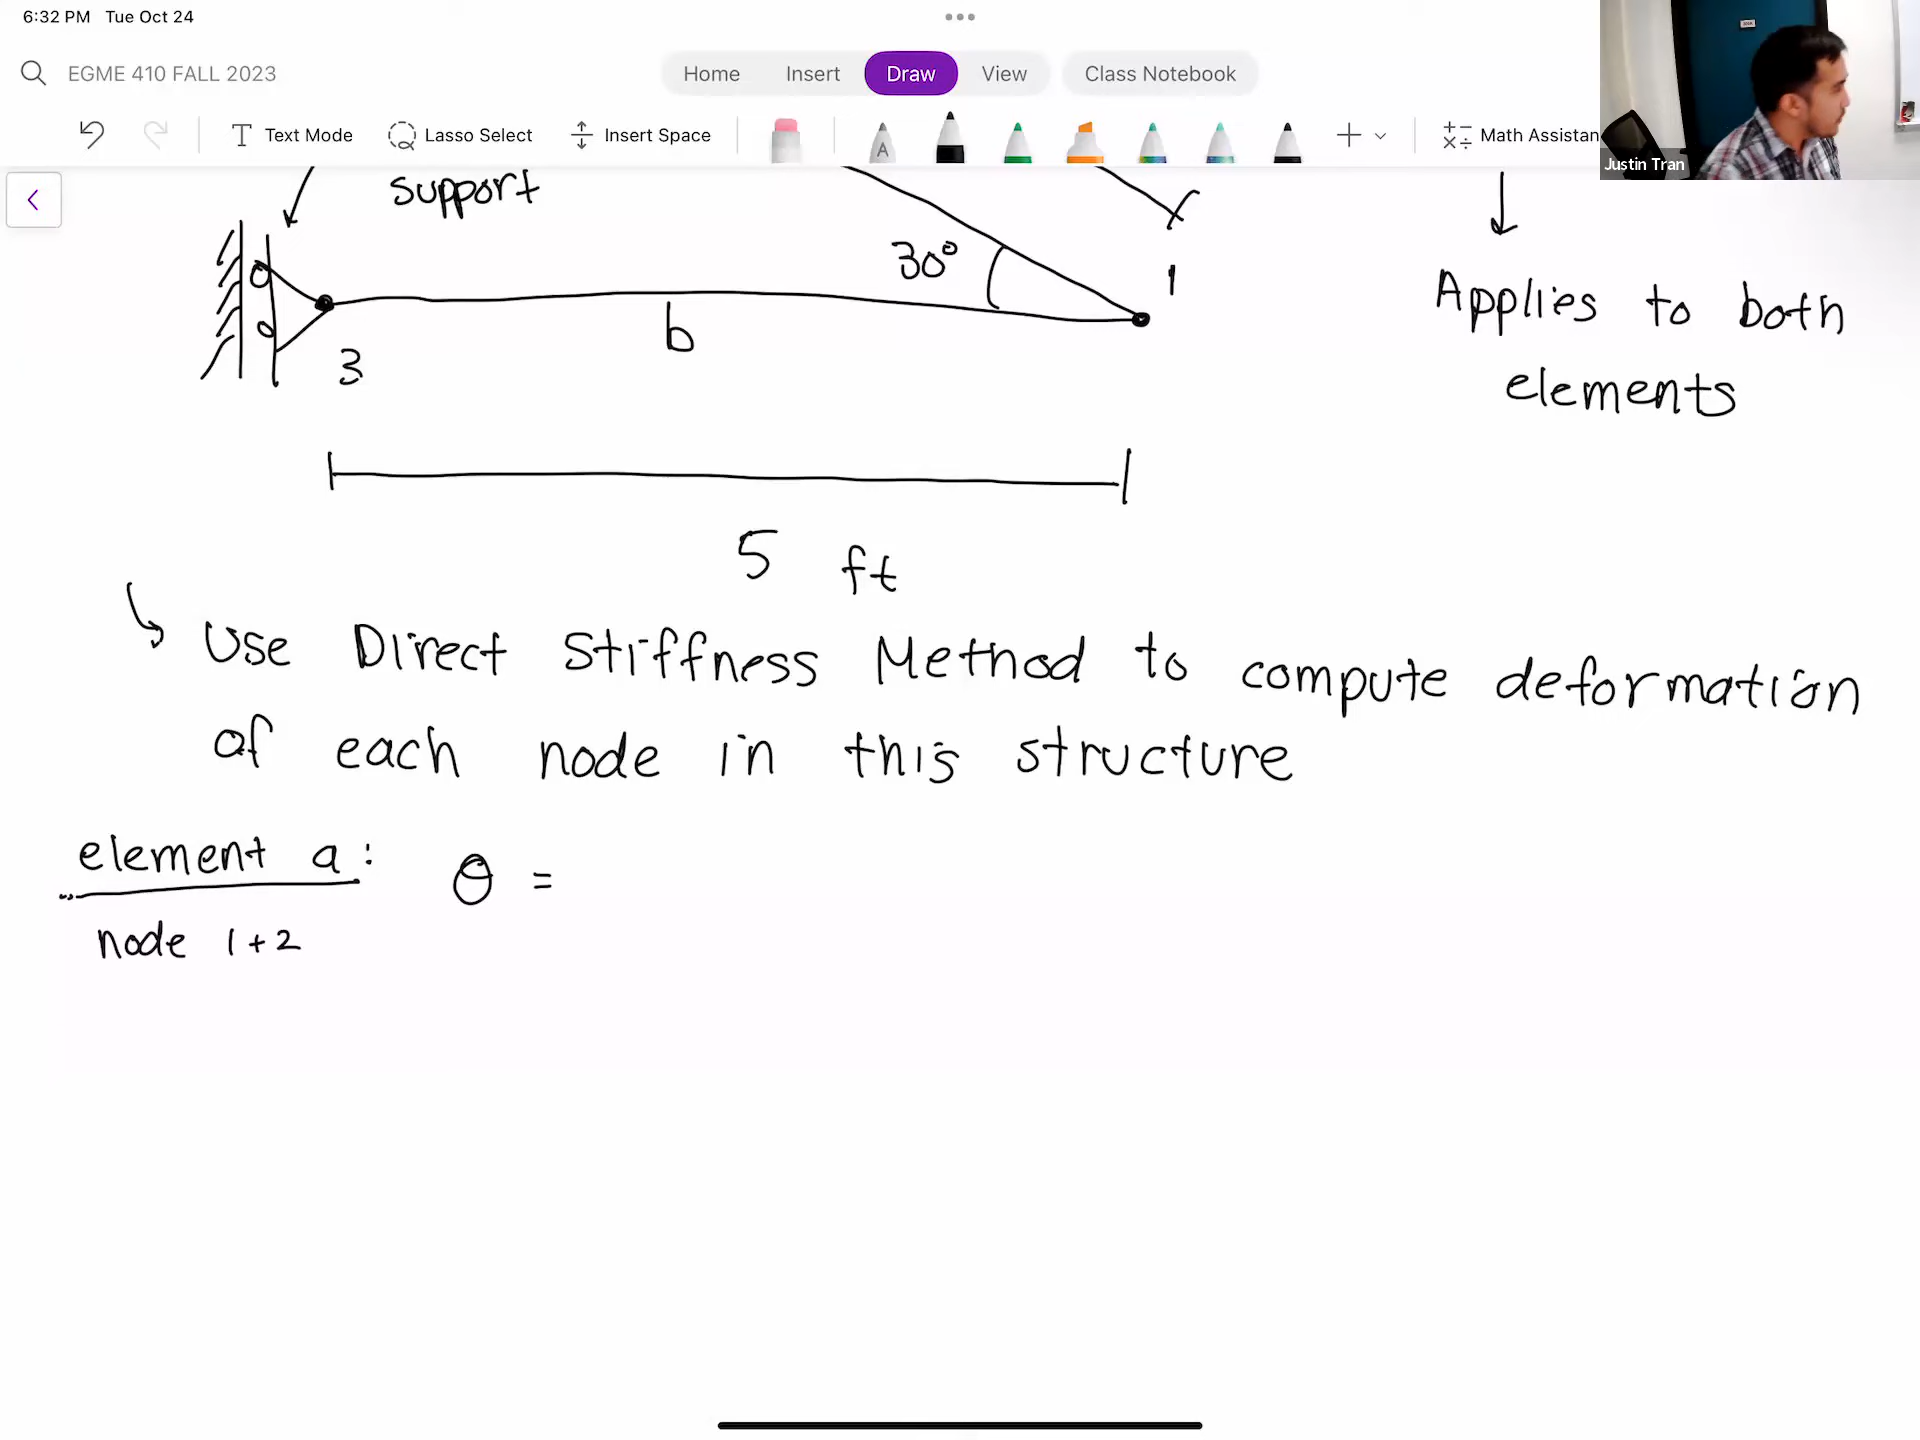 6:32 PM Tue Oct 24
EGME 410 FALL 2023
Home Insert Draw View Class Notebook
Text Mode Lasso Select Insert Space A Math Assistan
Justin Tran
support
30°
1
b
3
Applies to both
elements
5 ft
Use Direct Stiffness Method to compute deformation
of each node in this structure
element a: θ =
node 1+2